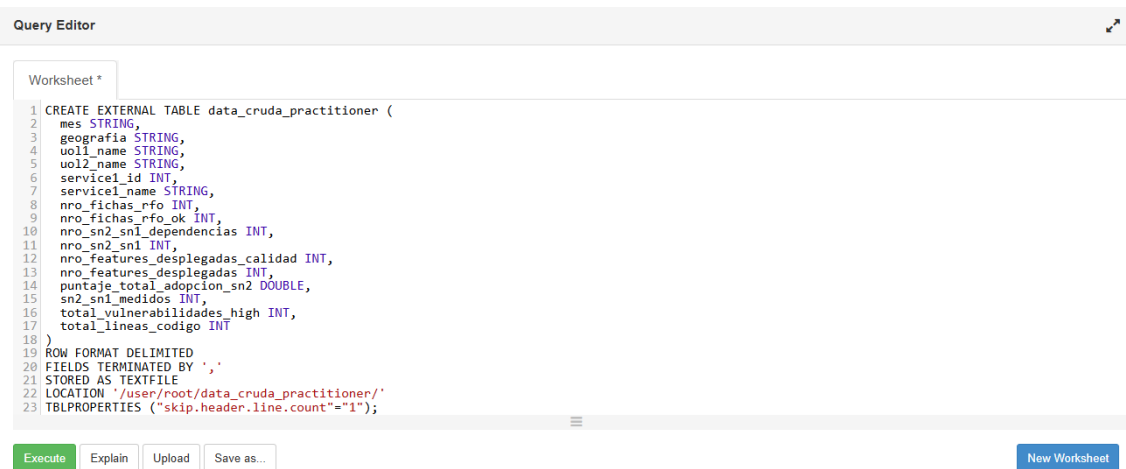 Query Editor
Worksheet *
1 CREATE EXTERNAL TABLE data_cruda_practitioner (
2   mes STRING,
3   geografia STRING,
4   uol1_name STRING,
5   uol2_name STRING,
6   service1_id INT,
7   service1_name STRING,
8   nro_fichas_rfo INT,
9   nro_fichas_rfo_ok INT,
10   nro_sn2_sn1_dependencias INT,
11   nro_sn2_sn1 INT,
12   nro_features_desplegadas_calidad INT,
13   nro_features_desplegadas INT,
14   puntaje_total_adopcion_sn2 DOUBLE,
15   sn2_sn1_medidos INT,
16   total_vulnerabilidades_high INT,
17   total_lineas_codigo INT
18 )
19 ROW FORMAT DELIMITED
20 FIELDS TERMINATED BY ','
21 STORED AS TEXTFILE
22 LOCATION '/user/root/data_cruda_practitioner/'
23 TBLPROPERTIES ("skip.header.line.count"="1");
Execute Explain Upload Save as... New Worksheet